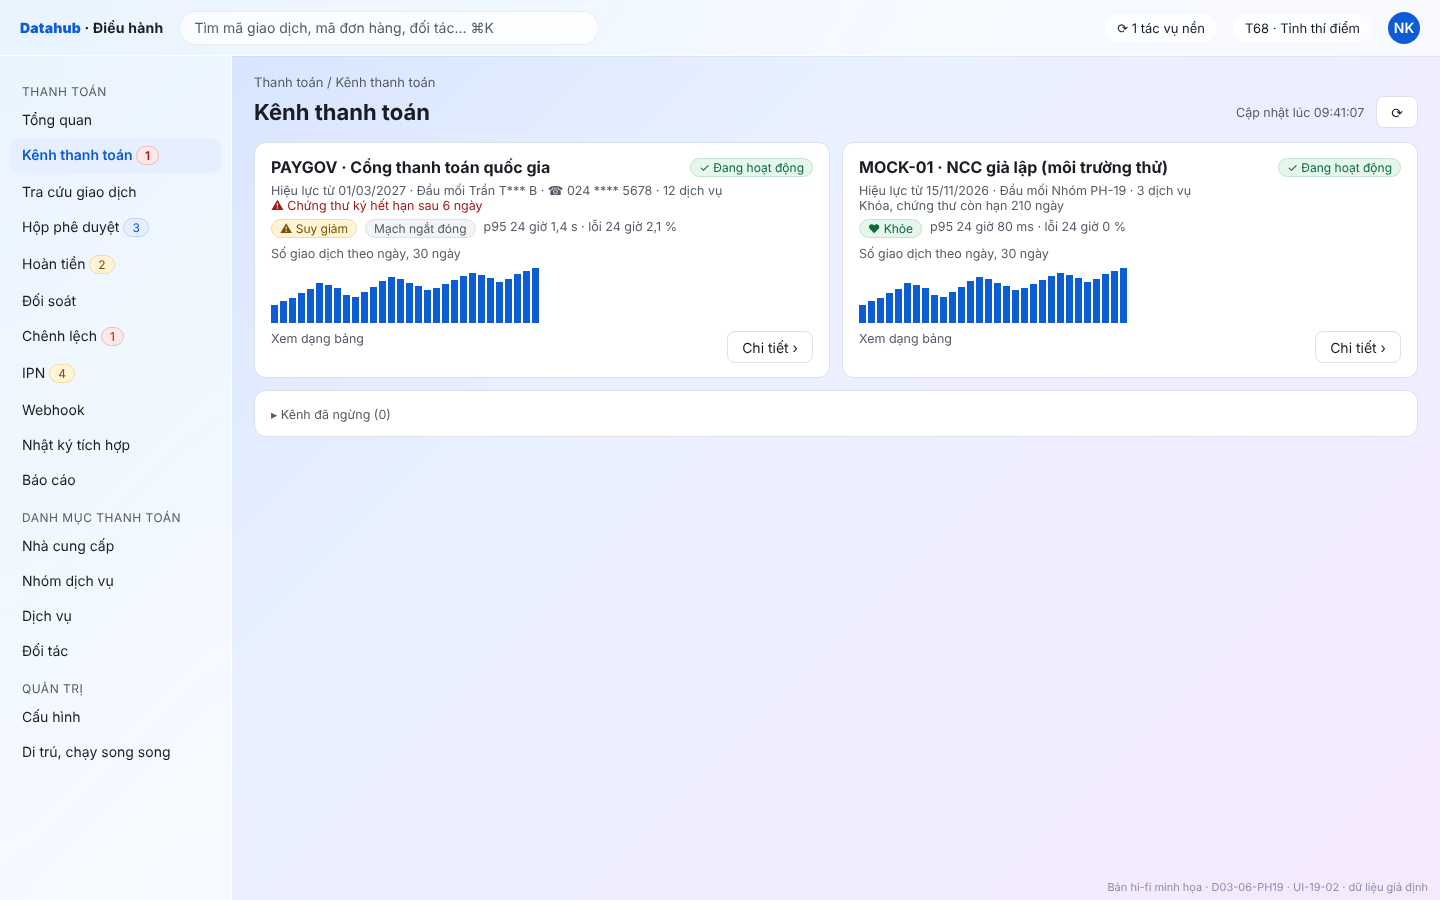 Datahub · Điều hành
Tìm mã giao dịch, mã đơn hàng, đối tác... ⌘K
⟳ 1 tác vụ nền
T68 · Tỉnh thí điểm
NK
THANH TOÁN
Tổng quan
Kênh thanh toán 1
Tra cứu giao dịch
Hộp phê duyệt 3
Hoàn tiền 2
Đối soát
Chênh lệch 1
IPN 4
Webhook
Nhật ký tích hợp
Báo cáo
DANH MỤC THANH TOÁN
Nhà cung cấp
Nhóm dịch vụ
Dịch vụ
Đối tác
QUẢN TRỊ
Cấu hình
Di trú, chạy song song
Thanh toán / Kênh thanh toán
Kênh thanh toán
Cập nhật lúc 09:41:07
⟳
PAYGOV · Cổng thanh toán quốc gia
✓ Đang hoạt động
Hiệu lực từ 01/03/2027 · Đầu mối Trần T*** B · ☎ 024 **** 5678 · 12 dịch vụ
⚠ Chứng thư ký hết hạn sau 6 ngày
⚠ Suy giảm
Mạch ngắt đóng
p95 24 giờ 1,4 s · lỗi 24 giờ 2,1 %
Số giao dịch theo ngày, 30 ngày
Xem dạng bảng
Chi tiết ›
MOCK-01 · NCC giả lập (môi trường thử)
✓ Đang hoạt động
Hiệu lực từ 15/11/2026 · Đầu mối Nhóm PH-19 · 3 dịch vụ
Khóa, chứng thư còn hạn 210 ngày
♥ Khỏe
p95 24 giờ 80 ms · lỗi 24 giờ 0 %
Số giao dịch theo ngày, 30 ngày
Xem dạng bảng
Chi tiết ›
▸ Kênh đã ngừng (0)
Bản hi-fi minh họa · D03-06-PH19 · UI-19-02 · dữ liệu giả định